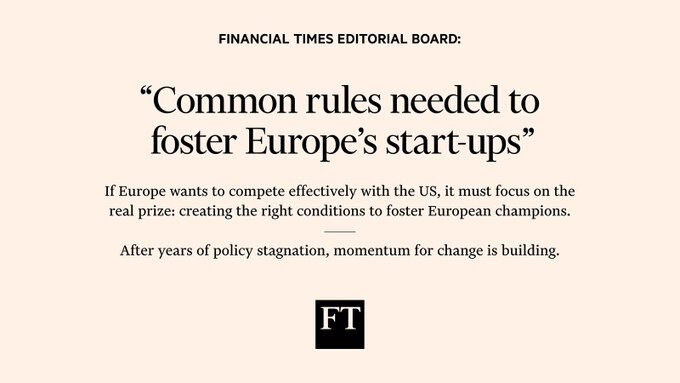 FINANCIAL TIMES EDITORIAL BOARD:
“Common rules needed to
foster Europe’s start-ups”
If Europe wants to compete effectively with the US, it must focus on the
real prize: creating the right conditions to foster European champions.
After years of policy stagnation, momentum for change is building.
FT